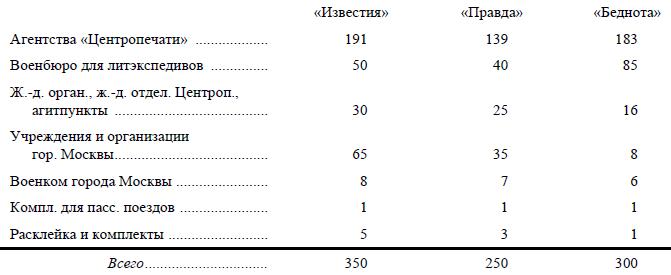 «Известия» «Правда» «Беднота»
Агентства «Центропечати» .................... 191 139 183
Военбюро для литэкспедивов ................ 50 40 85
Ж.-д. орган., ж.-д. отдел. Центроп.,
агитпункты ........................................... 30 25 16
Учреждения и организации
гор. Москвы........................................... 65 35 8
Военком города Москвы ......................... 8 7 6
Компл. для пасс. поездов ......................... 1 1 1
Расклейка и комплекты ............................ 5 3 1
Всего.................................. 350 250 300